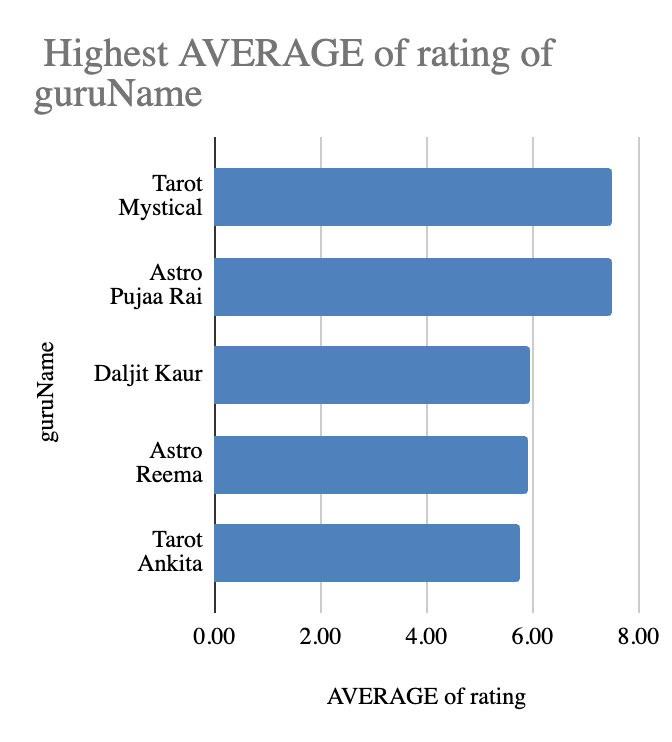 Highest AVERAGE of rating of
guruName
guruName
Tarot
Mystical
Astro
Pujaa Rai
Daljit Kaur
Astro
Reema
Tarot
Ankita
0.00 2.00 4.00 6.00 8.00
AVERAGE of rating